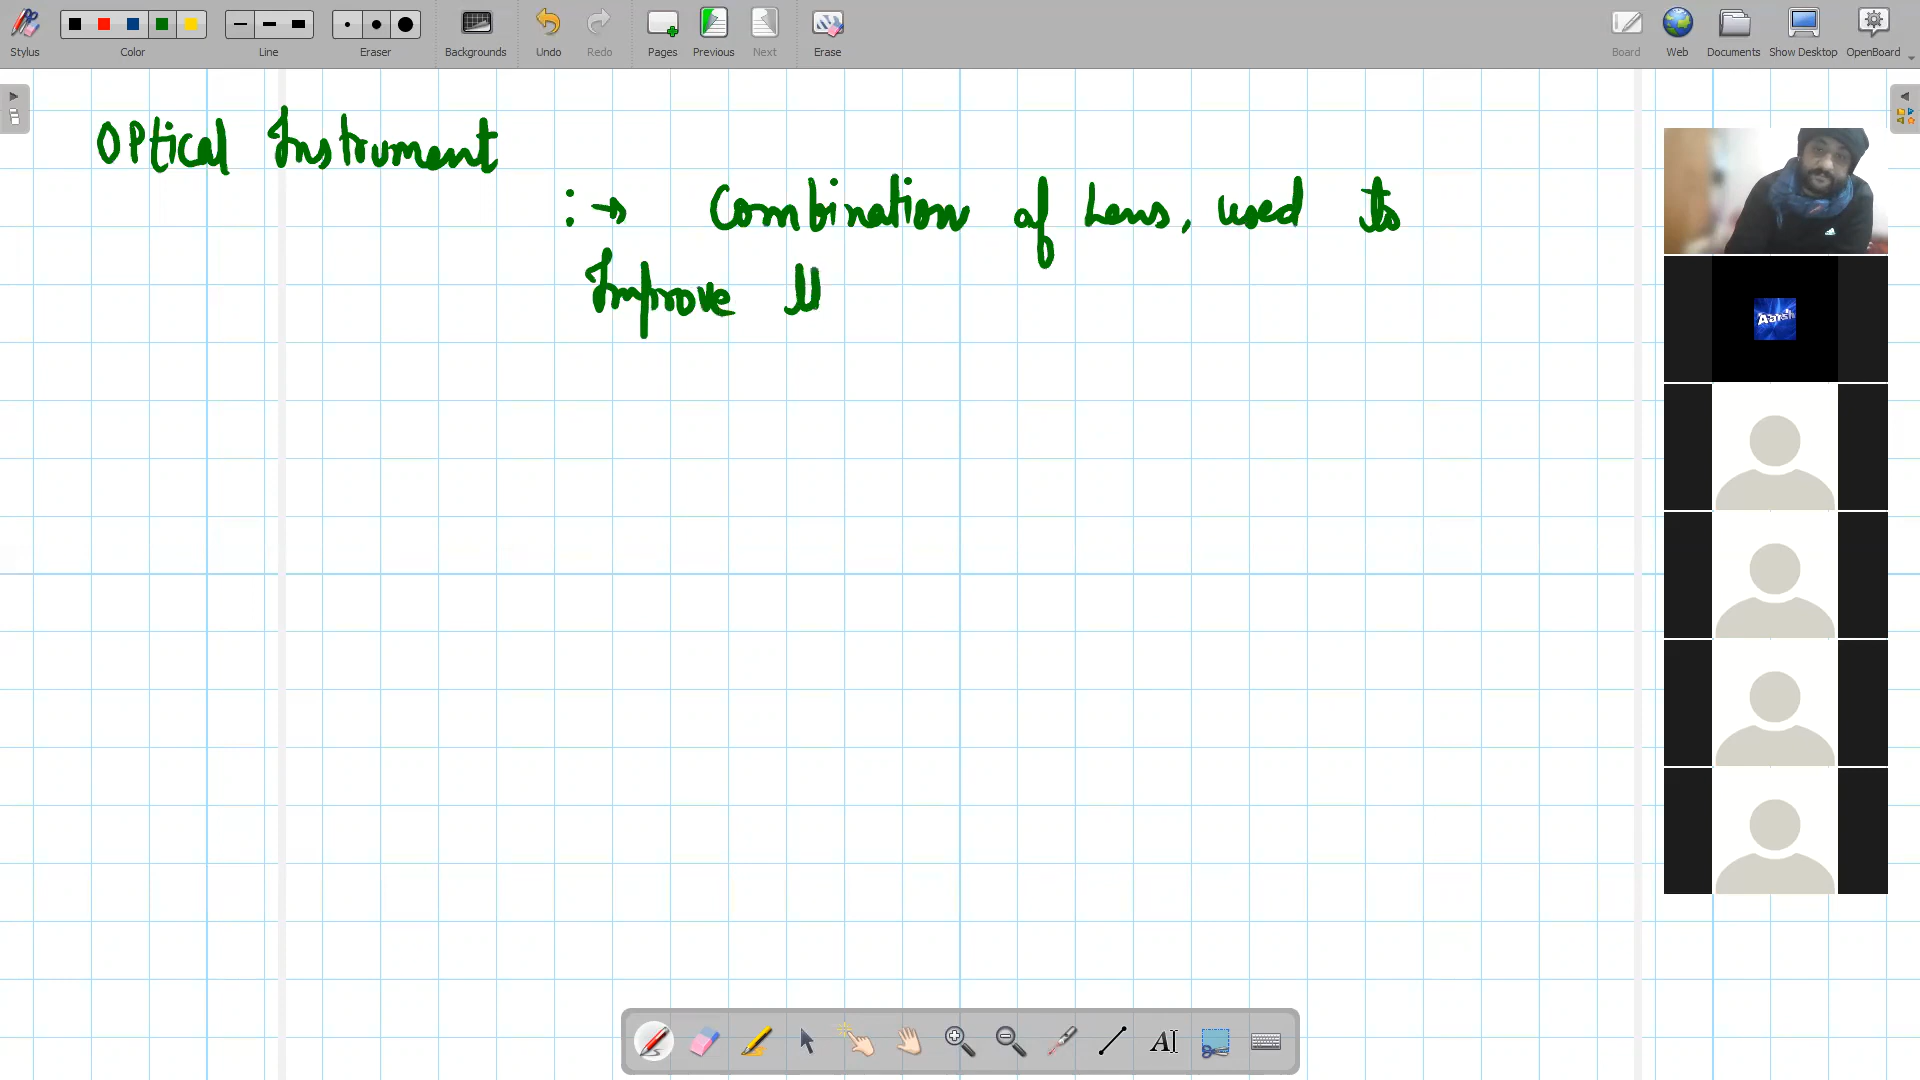 Stylus Color Line Eraser Backgrounds Undo Redo Pages Previous Next Erase Board Web Documents Show Desktop OpenBoard
Optical Instrument
:→ Combination of Lens, used to
Improve
Aarsh